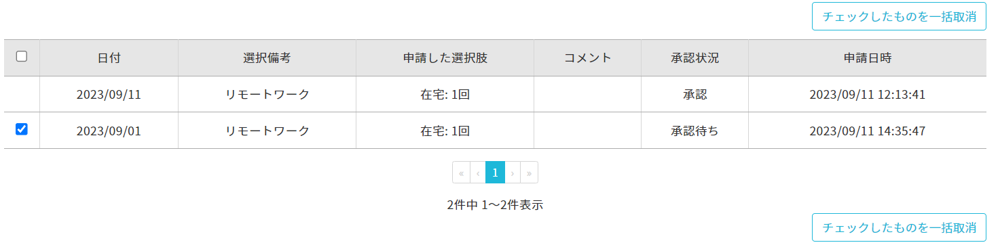 チェックしたものを一括取消
日付 選択備考 申請した選択肢 コメント 承認状況 申請日時
2023/09/11 リモートワーク 在宅: 1回 承認 2023/09/11 12:13:41
2023/09/01 リモートワーク 在宅: 1回 承認待ち 2023/09/11 14:35:47
« ‹ 1 › »
2件中 1～2件表示
チェックしたものを一括取消